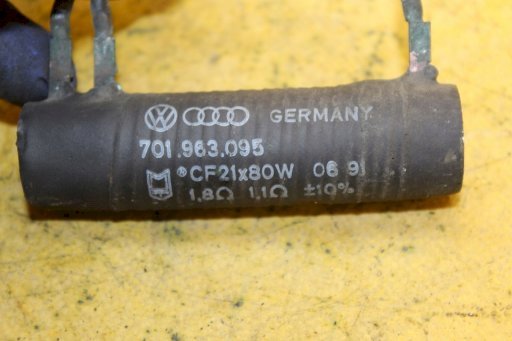 GERMANY
701.963.095
®CF21x80W 06 91
1,8Ω 1,1Ω ±10%